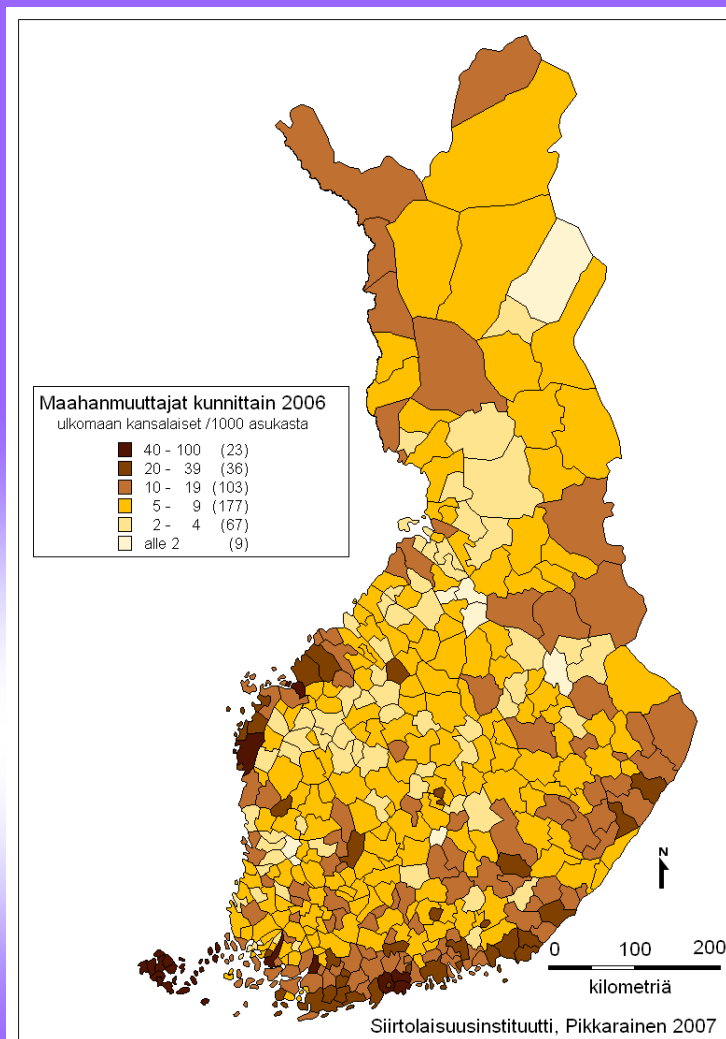 Maahanmuuttajat kunnittain 2006
ulkomaan kansalaiset /1000 asukasta
40 - 100 (23)
20 - 39 (36)
10 - 19 (103)
5 - 9 (177)
2 - 4 (67)
alle 2 (9)
N
0 100 200
kilometriä
Siirtolaisuusinstituutti, Pikkarainen 2007